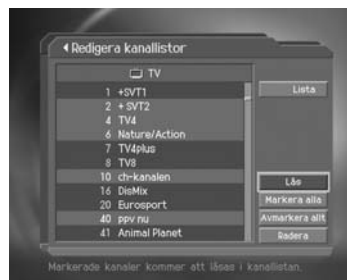 Redigera kanallistor
TV
1 +SVT1
2 +SVT2
4 TV4
6 Nature/Action
7 TV4plus
8 TV8
10 ch-kanalen
16 DisMix
20 Eurosport
40 ppv nu
41 Animal Planet
Lista
Lås
Markera alla
Avmarkera allt
Radera
Markerade kanaler kommer att låsas i kanallistan.